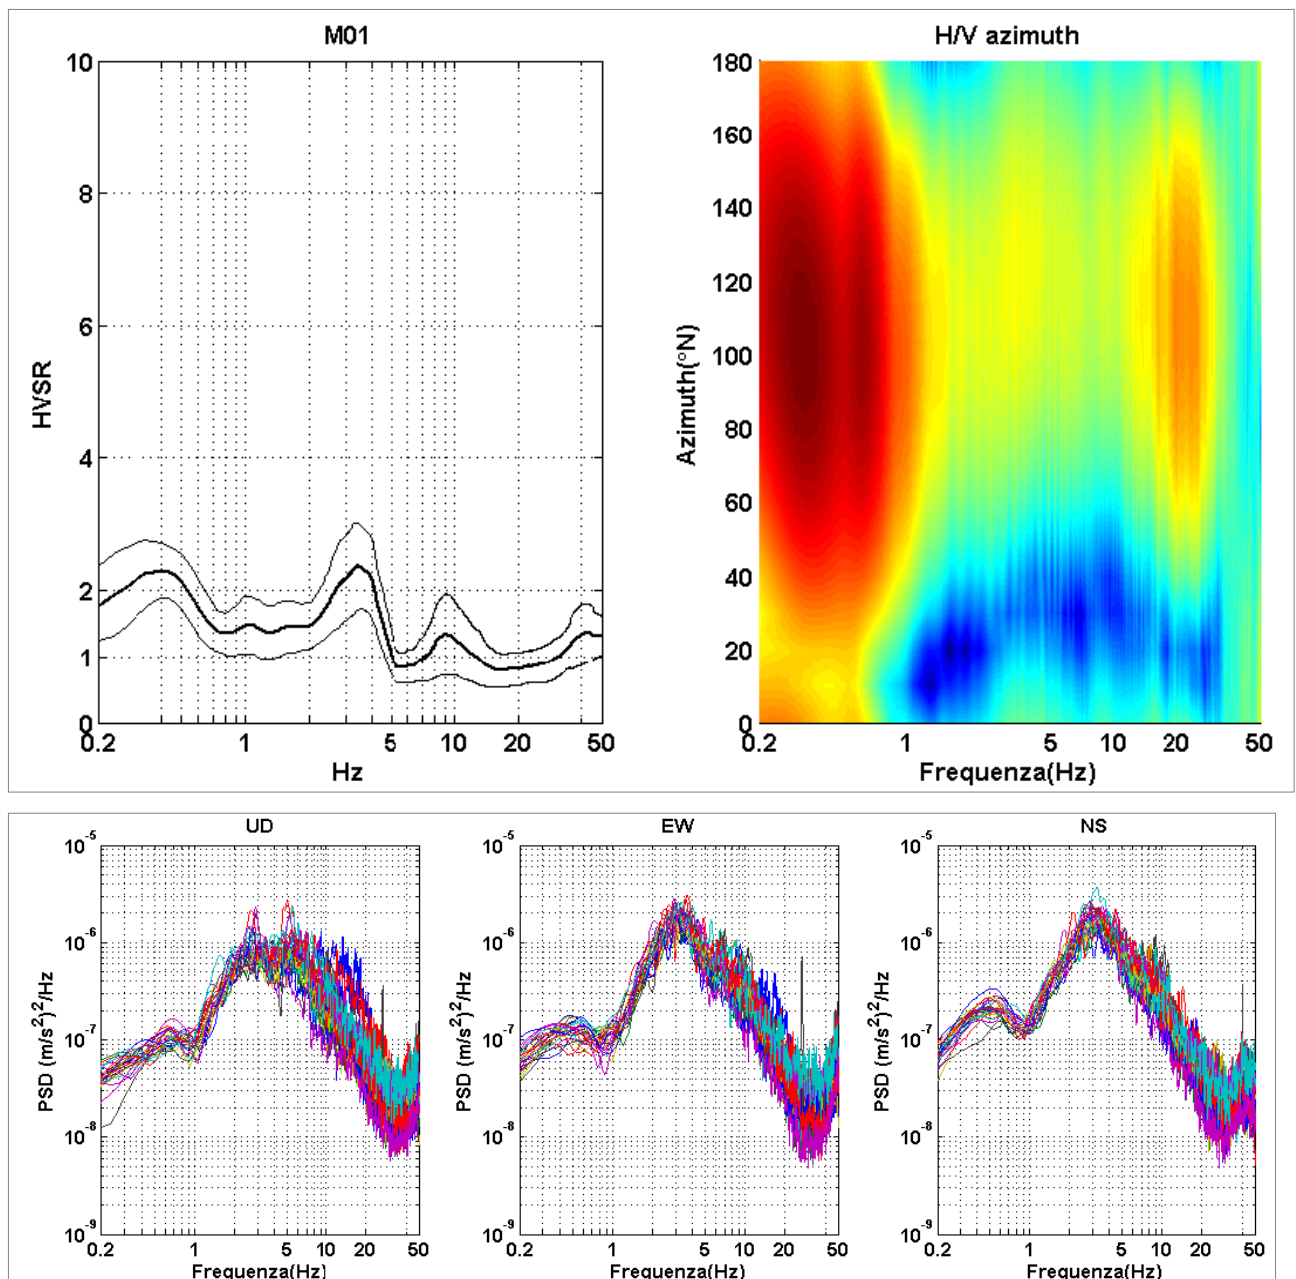 M01
10
8
6
4
2
1
0
HVSR
0.2 1 5 10 20 50
Hz
H/V azimuth
180
160
140
120
100
80
60
40
20
0
Azimuth(°N)
0.2 1 5 10 20 50
Frequenza(Hz)
UD
10^-5
10^-6
10^-7
10^-8
10^-9
PSD (m/s²)²/Hz
0.2 1 5 10 20 50
Frequenza(Hz)
EW
10^-5
10^-6
10^-7
10^-8
10^-9
PSD (m/s²)²/Hz
0.2 1 5 10 20 50
Frequenza(Hz)
NS
10^-5
10^-6
10^-7
10^-8
10^-9
PSD (m/s²)²/Hz
0.2 1 5 10 20 50
Frequenza(Hz)